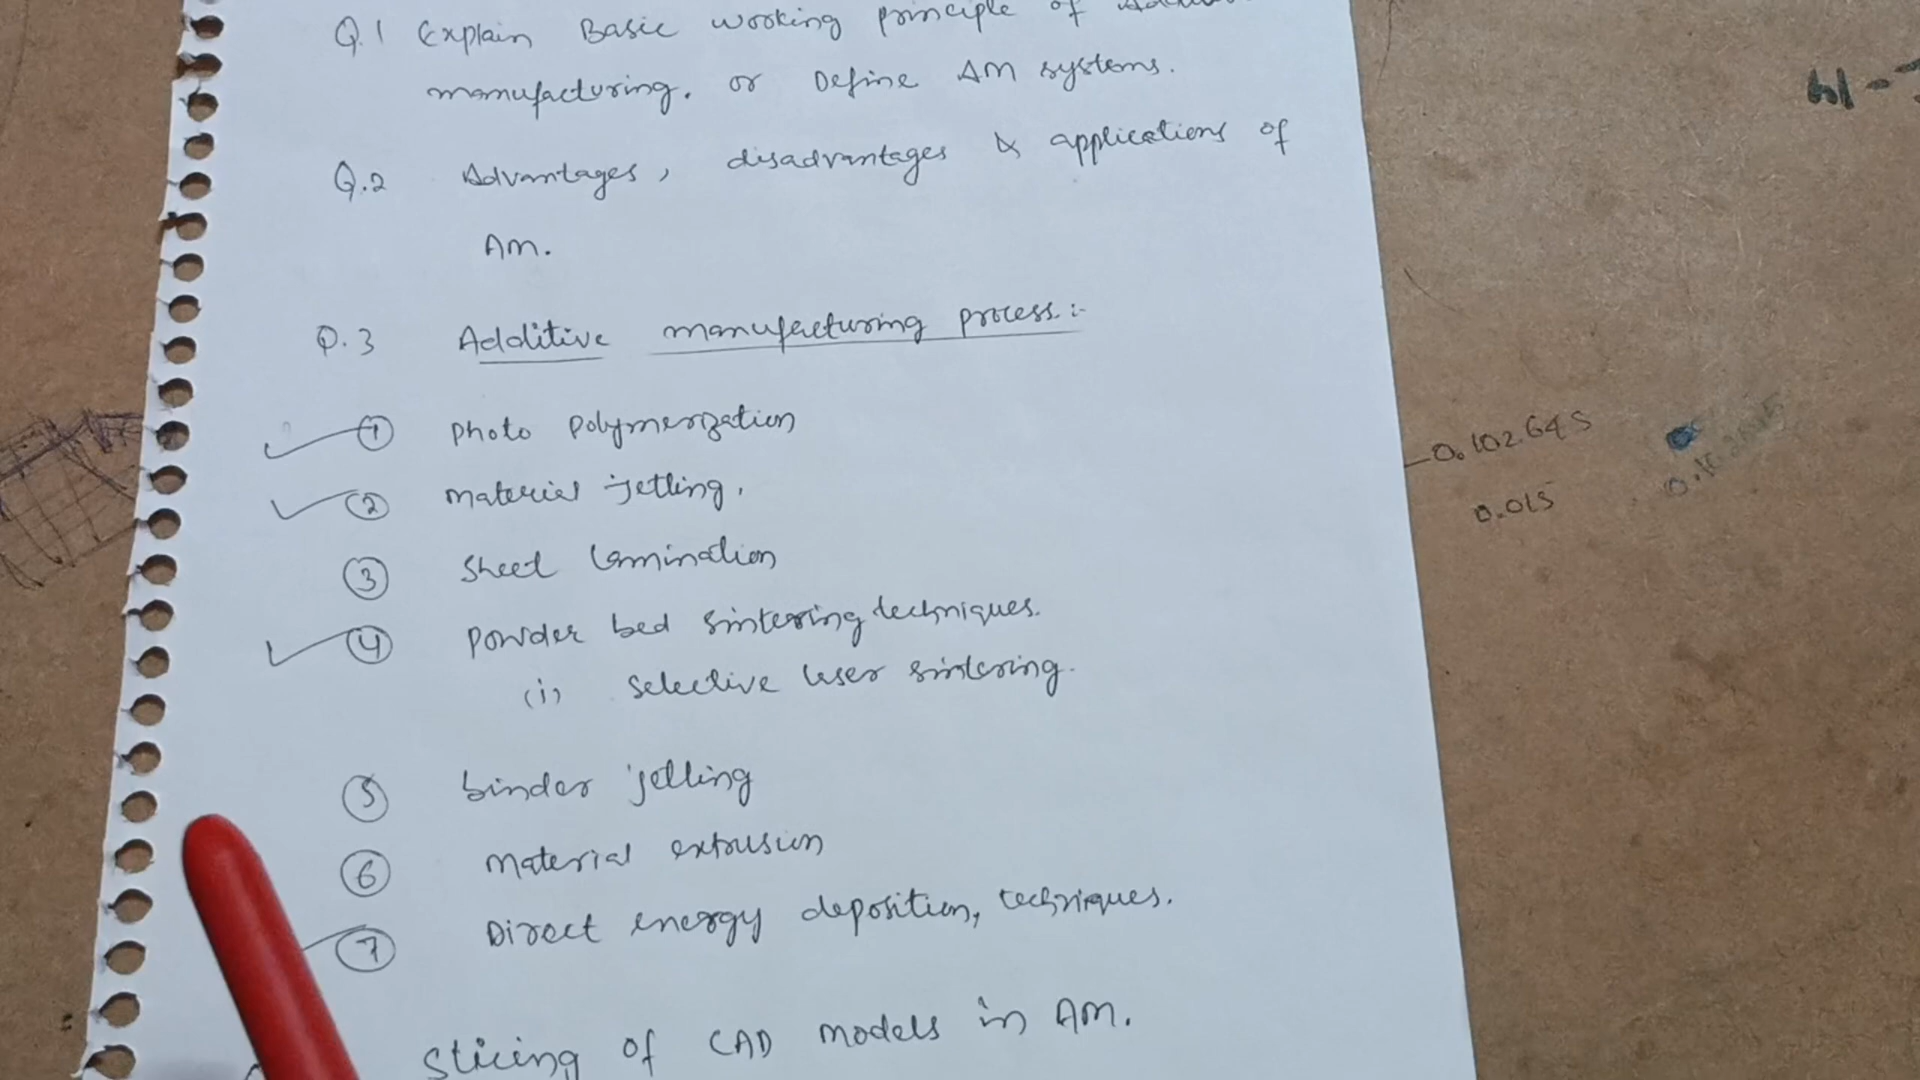 Q.1 Explain Basic working principle of
manufacturing. or Define AM systems.
Q.2 Advantages, disadvantages & applications of
AM.
Q.3 Additive manufacturing process:-
① Photo polymerization
② Material jetting.
③ Sheet lamination
④ Powder bed sintering techniques.
(i) Selective laser sintering.
⑤ binder jetting
⑥ Material extrusion
⑦ Direct energy deposition, techniques.
Slicing of CAD models in AM.
0.102645
0.015